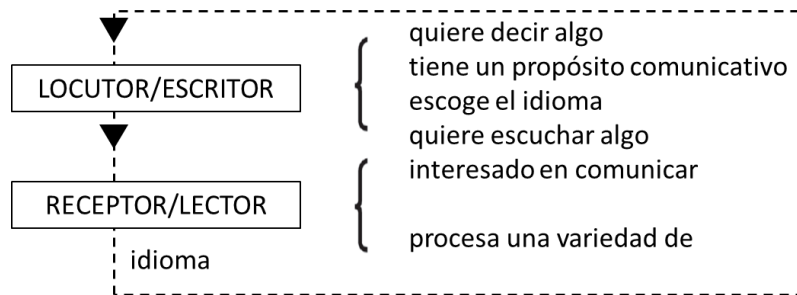 quiere decir algo
tiene un propósito comunicativo
LOCUTOR/ESCRITOR
escoge el idioma
quiere escuchar algo
interesado en comunicar
RECEPTOR/LECTOR
procesa una variedad de
idioma